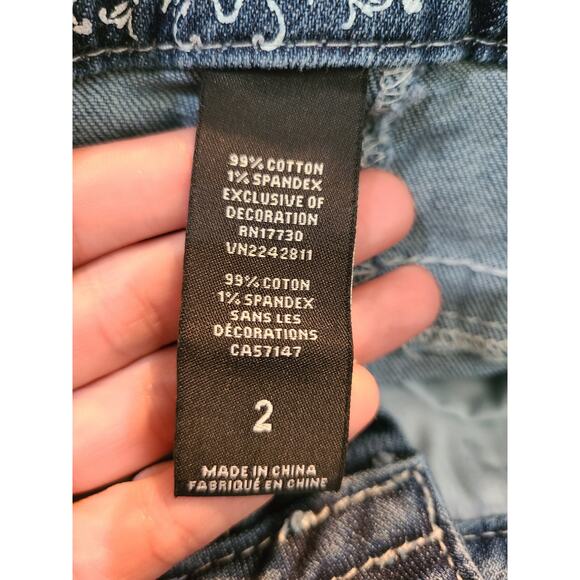 99% COTTON
1% SPANDEX
EXCLUSIVE OF
DECORATION
RN17730
VN2242811
99% COTON
1% SPANDEX
SANS LES
DÉCORATIONS
CA57147
2
MADE IN CHINA
FABRIQUÉ EN CHINE